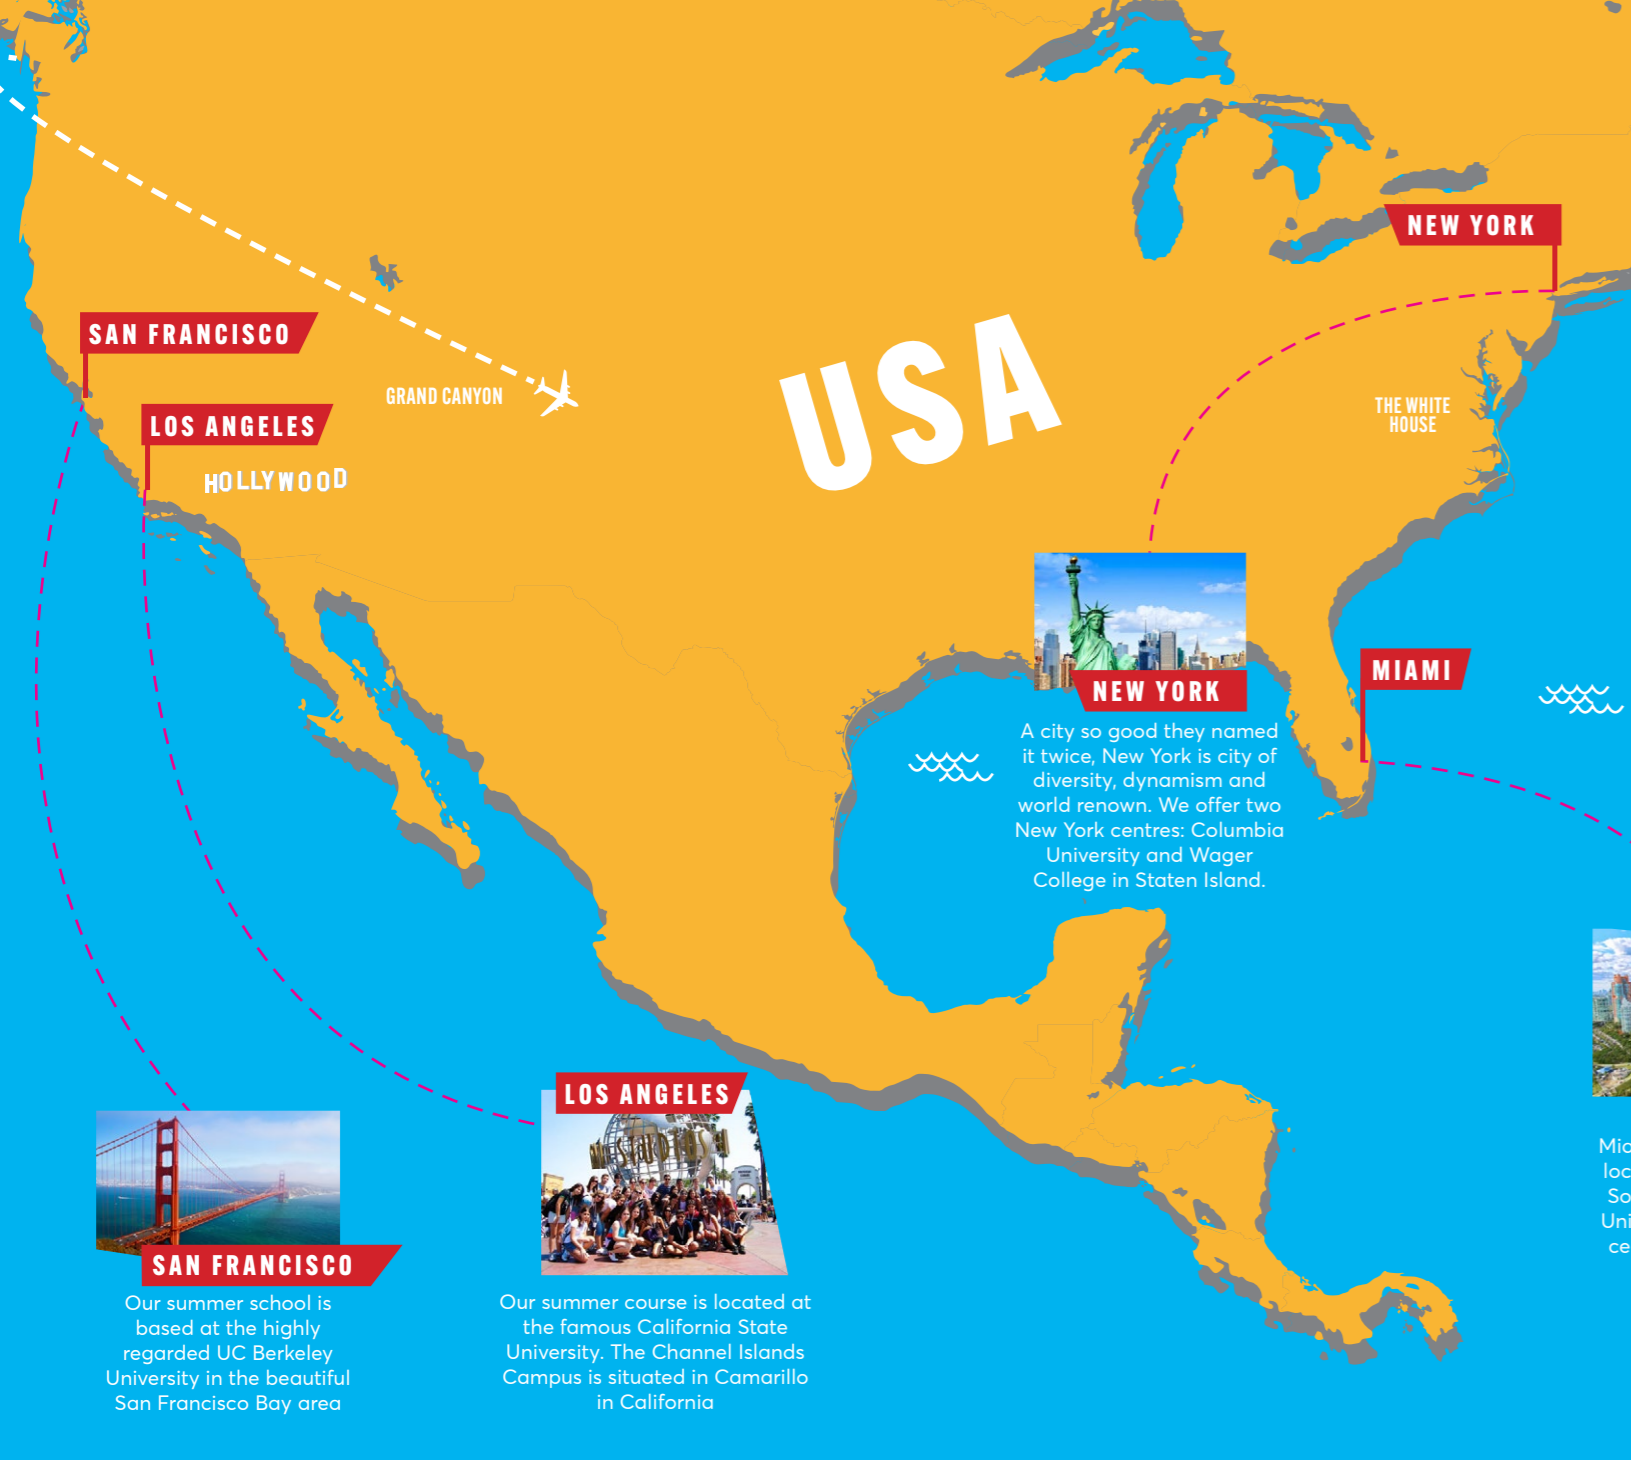 NEW YORK
SAN FRANCISCO
USA
GRAND CANYON
THE WHITE
HOUSE
LOS ANGELES
HOLLYWOOD
MIAMI
NEW YORK
A city so good they named
it twice, New York is city of
diversity, dynamism and
world renown. We offer two
New York centres: Columbia
University and Wager
College in Staten Island.
LOS ANGELES
SAN FRANCISCO
Our summer school is
based at the highly
regarded UC Berkeley
University in the beautiful
San Francisco Bay area
Our summer course is located at
the famous California State
University. The Channel Islands
Campus is situated in Camarillo
in California